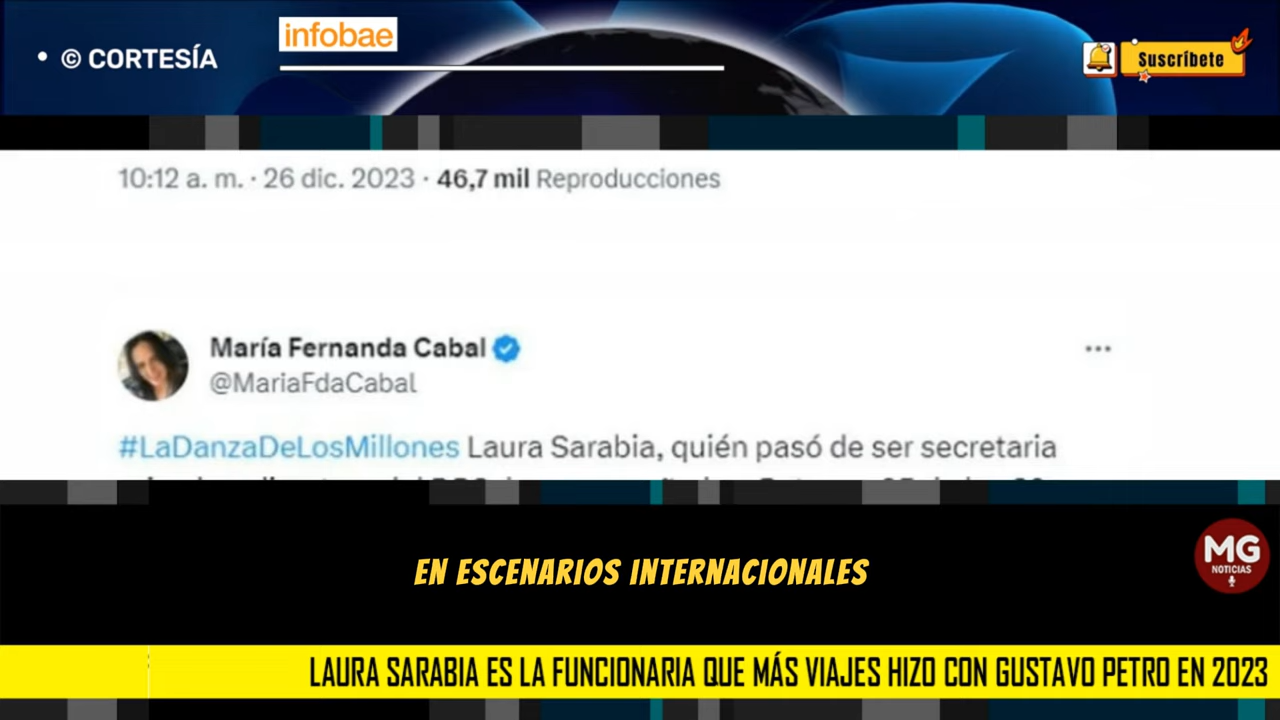 infobae
• © CORTESÍA
Suscríbete
10:12 a. m. · 26 dic. 2023 · 46,7 mil Reproducciones
María Fernanda Cabal
@MariaFdaCabal
#LaDanzaDeLosMillones Laura Sarabia, quién pasó de ser secretaria
EN ESCENARIOS INTERNACIONALES
MG
NOTICIAS
LAURA SARABIA ES LA FUNCIONARIA QUE MÁS VIAJES HIZO CON GUSTAVO PETRO EN 2023